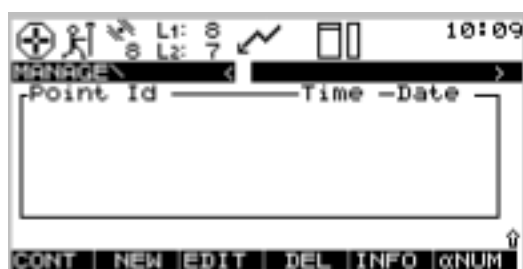 L1: 8 10:09
8 L2: 7
MANAGE\ < >
Point Id Time Date
CONT NEW EDIT DEL INFO αNUM